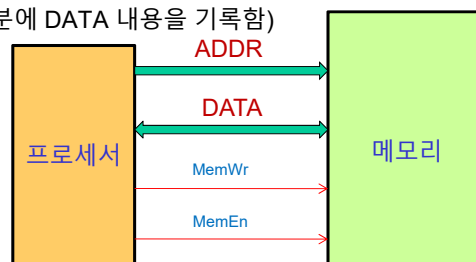 분에 DATA 내용을 기록함)
ADDR
DATA
프로세서
메모리
MemWr
MemEn